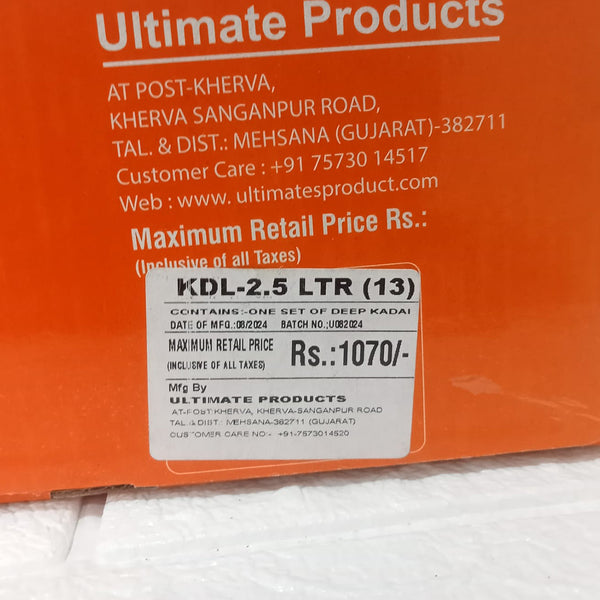 Ultimate Products
AT POST-KHERVA,
KHERVA SANGANPUR ROAD,
TAL. & DIST.: MEHSANA (GUJARAT)-382711
Customer Care : +91 75730 14517
Web : www. ultimatesproduct.com
Maximum Retail Price Rs.:
(Inclusive of all Taxes)
KDL-2.5 LTR (13)
CONTAINS:-ONE SET OF DEEP KADAI
DATE OF MFG.:08/2024 BATCH NO.;U082024
MAXIMUM RETAIL PRICE
(INCLUSIVE OF ALL TAXES)
Rs.:1070/-
Mfg By
ULTIMATE PRODUCTS
AT-POST:KHERVA, KHERVA-SANGANPUR ROAD
TAL.&DIST.: MEHSANA-382711 (GUJARAT)
CUSTOMER CARE NO:- +91-7573014520